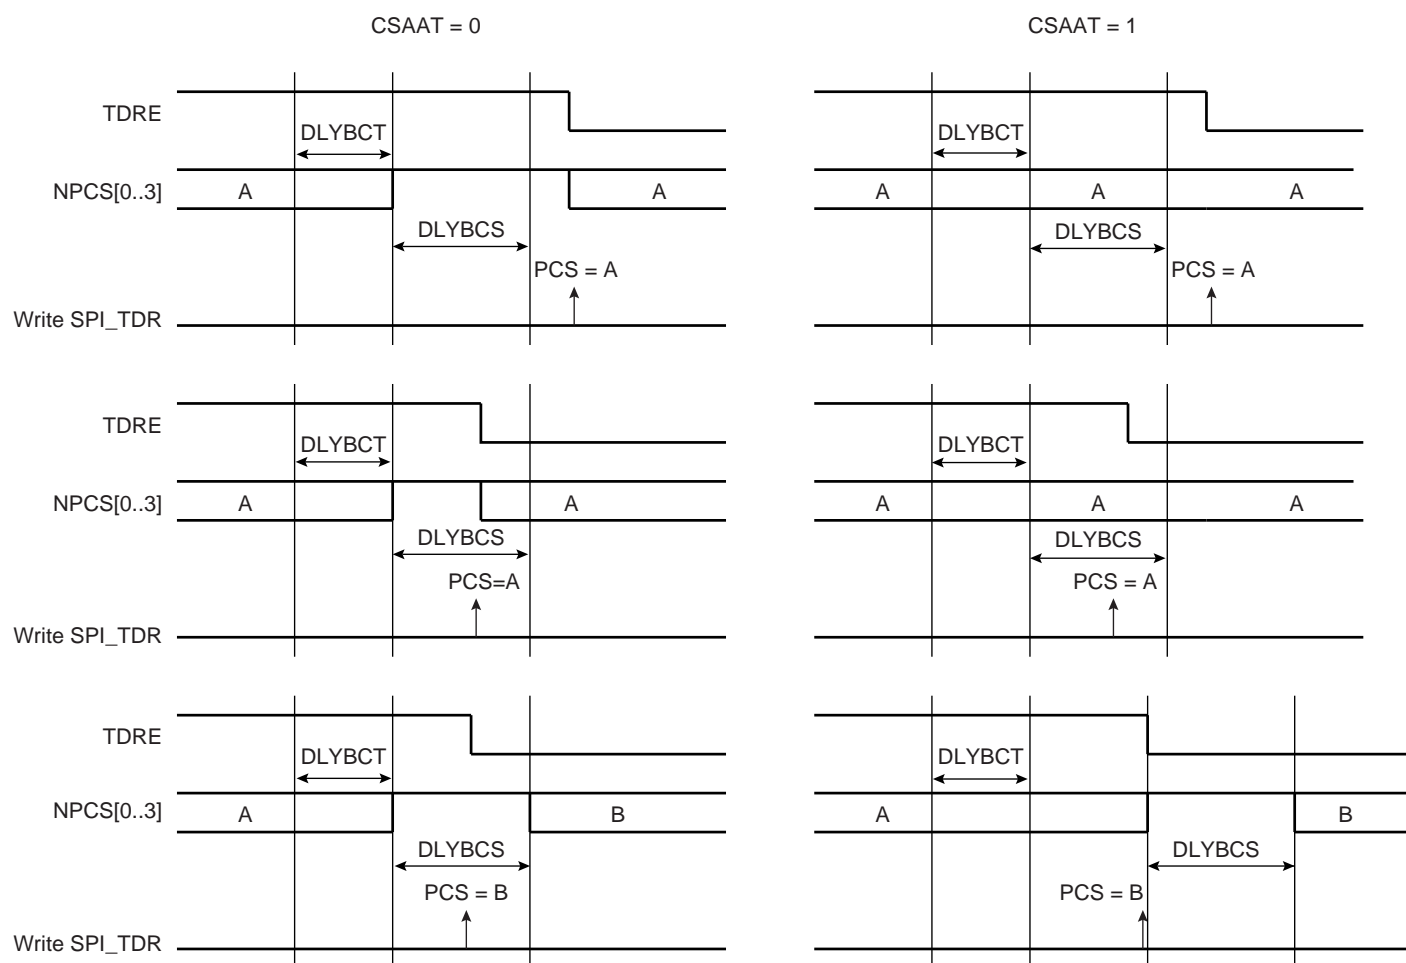 CSAAT = 0 CSAAT = 1
TDRE
DLYBCT DLYBCT
NPCS[0..3] A A A A A
DLYBCS DLYBCS
PCS = A PCS = A
Write SPI_TDR
TDRE
DLYBCT DLYBCT
NPCS[0..3] A A A A A
DLYBCS DLYBCS
PCS=A PCS = A
Write SPI_TDR
TDRE
DLYBCT DLYBCT
NPCS[0..3] A B A B
DLYBCS DLYBCS
PCS = B PCS = B
Write SPI_TDR